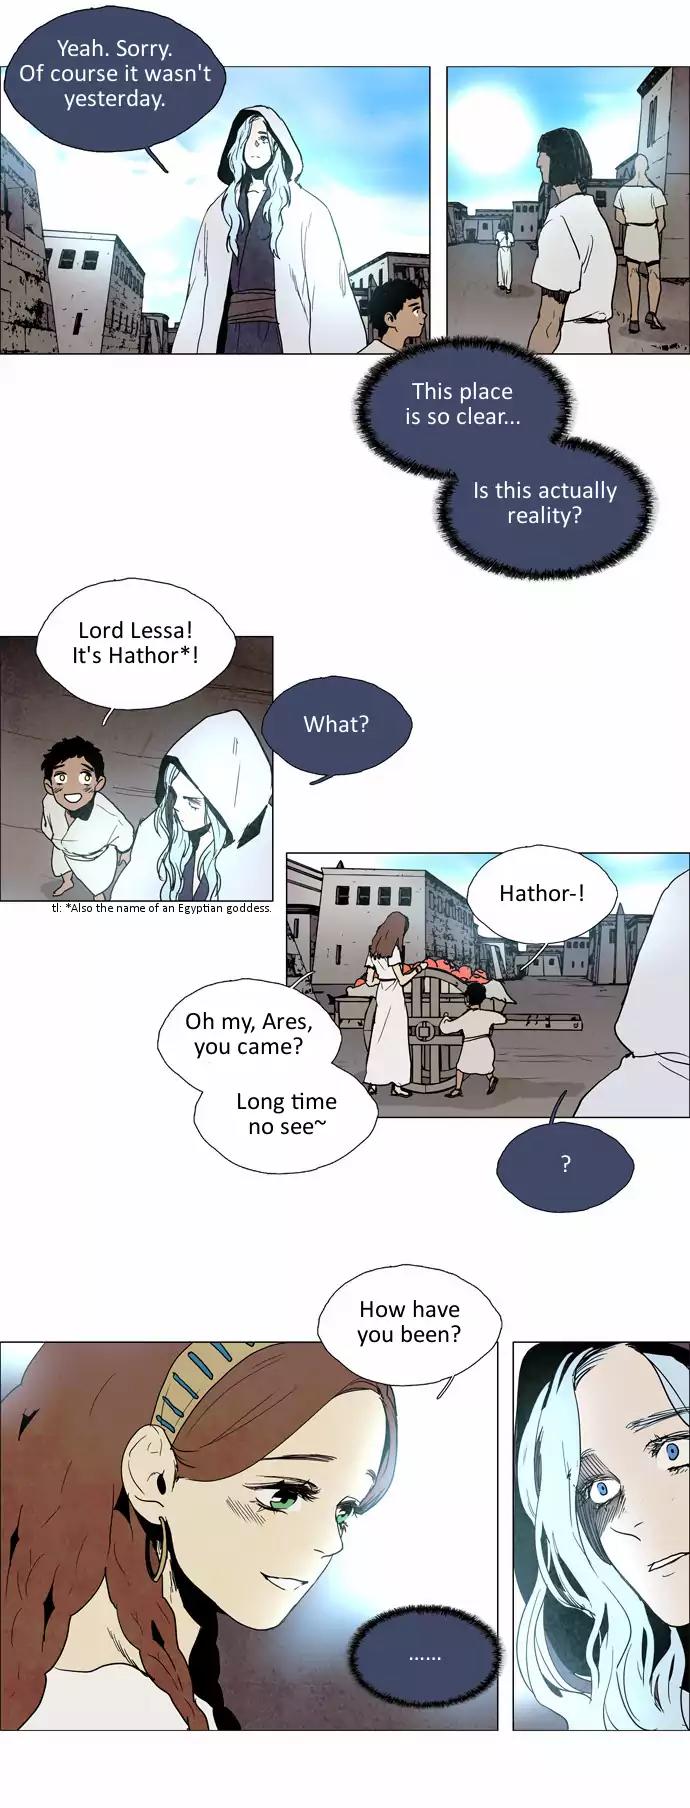 Yeah. Sorry.
Of course it wasn't
yesterday.
This place
is so clear...
Is this actually
reality?
Lord Lessa!
It's Hathor*!
What?
tl: *Also the name of an Egyptian goddess.
Hathor-!
Oh my, Ares,
you came?
Long time
no see~
?
How have
you been?
......